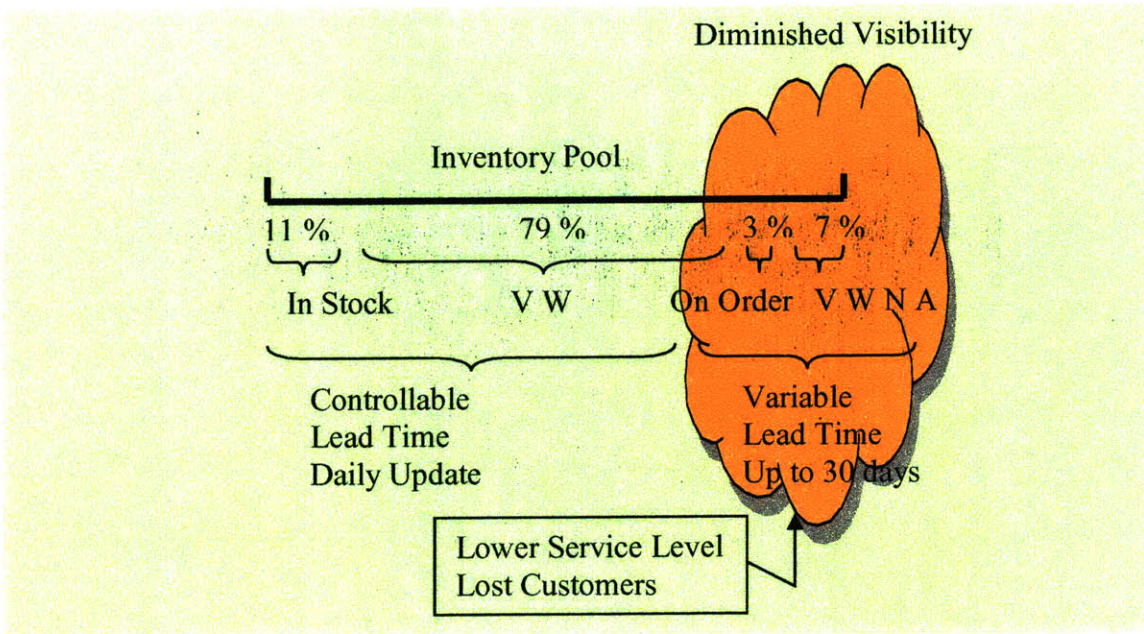 Diminished Visibility
Inventory Pool
11 % 79 % 3 % 7 %
In Stock V W On Order V W N A
Controllable Variable
Lead Time Lead Time
Daily Update Up to 30 days
Lower Service Level
Lost Customers